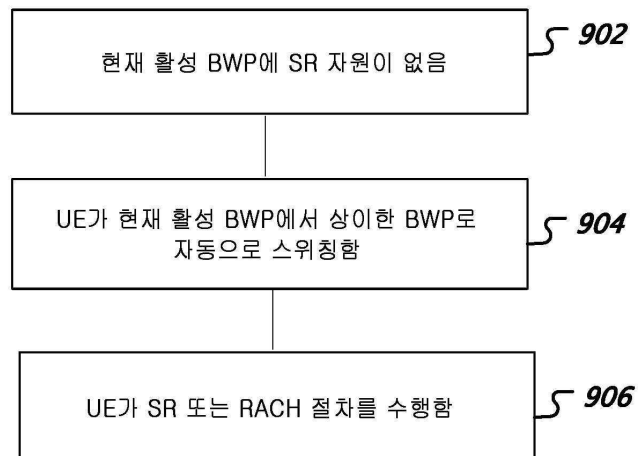 현재 활성 BWP에 SR 자원이 없음
902
UE가 현재 활성 BWP에서 상이한 BWP로
자동으로 스위칭함
904
UE가 SR 또는 RACH 절차를 수행함
906